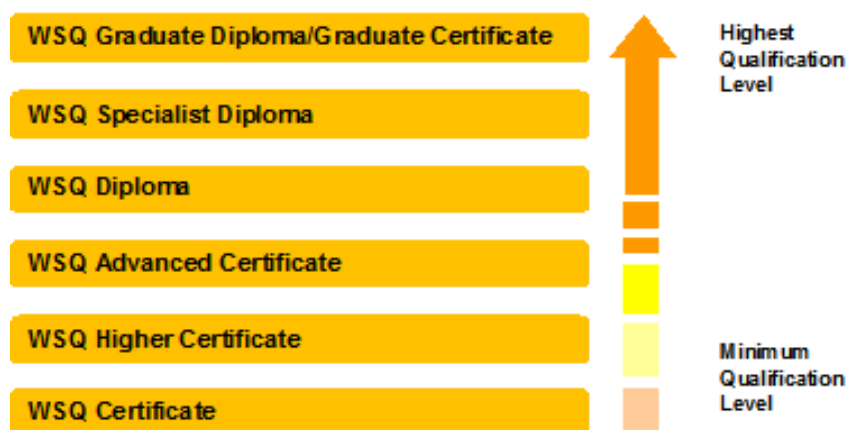 WSQ Graduate Diploma/Graduate Certificate
WSQ Specialist Diploma
WSQ Diploma
WSQ Advanced Certificate
WSQ Higher Certificate
WSQ Certificate
Highest
Qualification
Level
Minimum
Qualification
Level